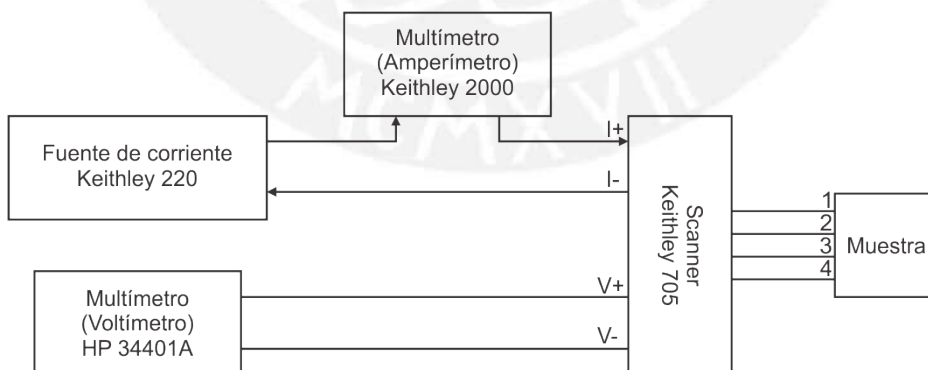 Multímetro
(Amperímetro)
Keithley 2000
MCMXVII
Fuente de corriente
Keithley 220
I+
I-
Scanner
Keithley 705
1
2
3
4
Muestra
Multímetro
(Voltímetro)
HP 34401A
V+
V-